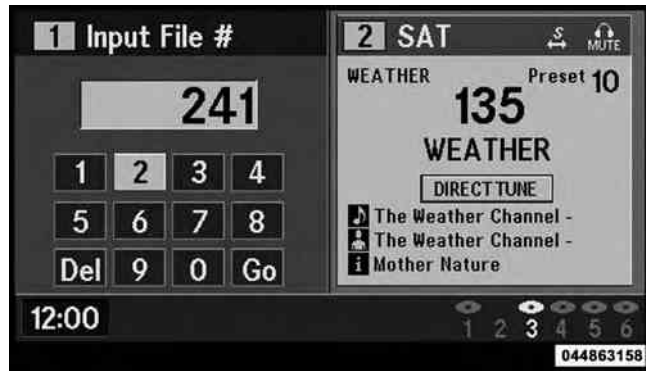 1 Input File #
241
1 2 3 4
5 6 7 8
Del 9 0 Go
2 SAT S MUTE
WEATHER Preset 10
135
WEATHER
DIRECT TUNE
The Weather Channel -
The Weather Channel -
i Mother Nature
12:00
1 2 3 4 5 6
044863158